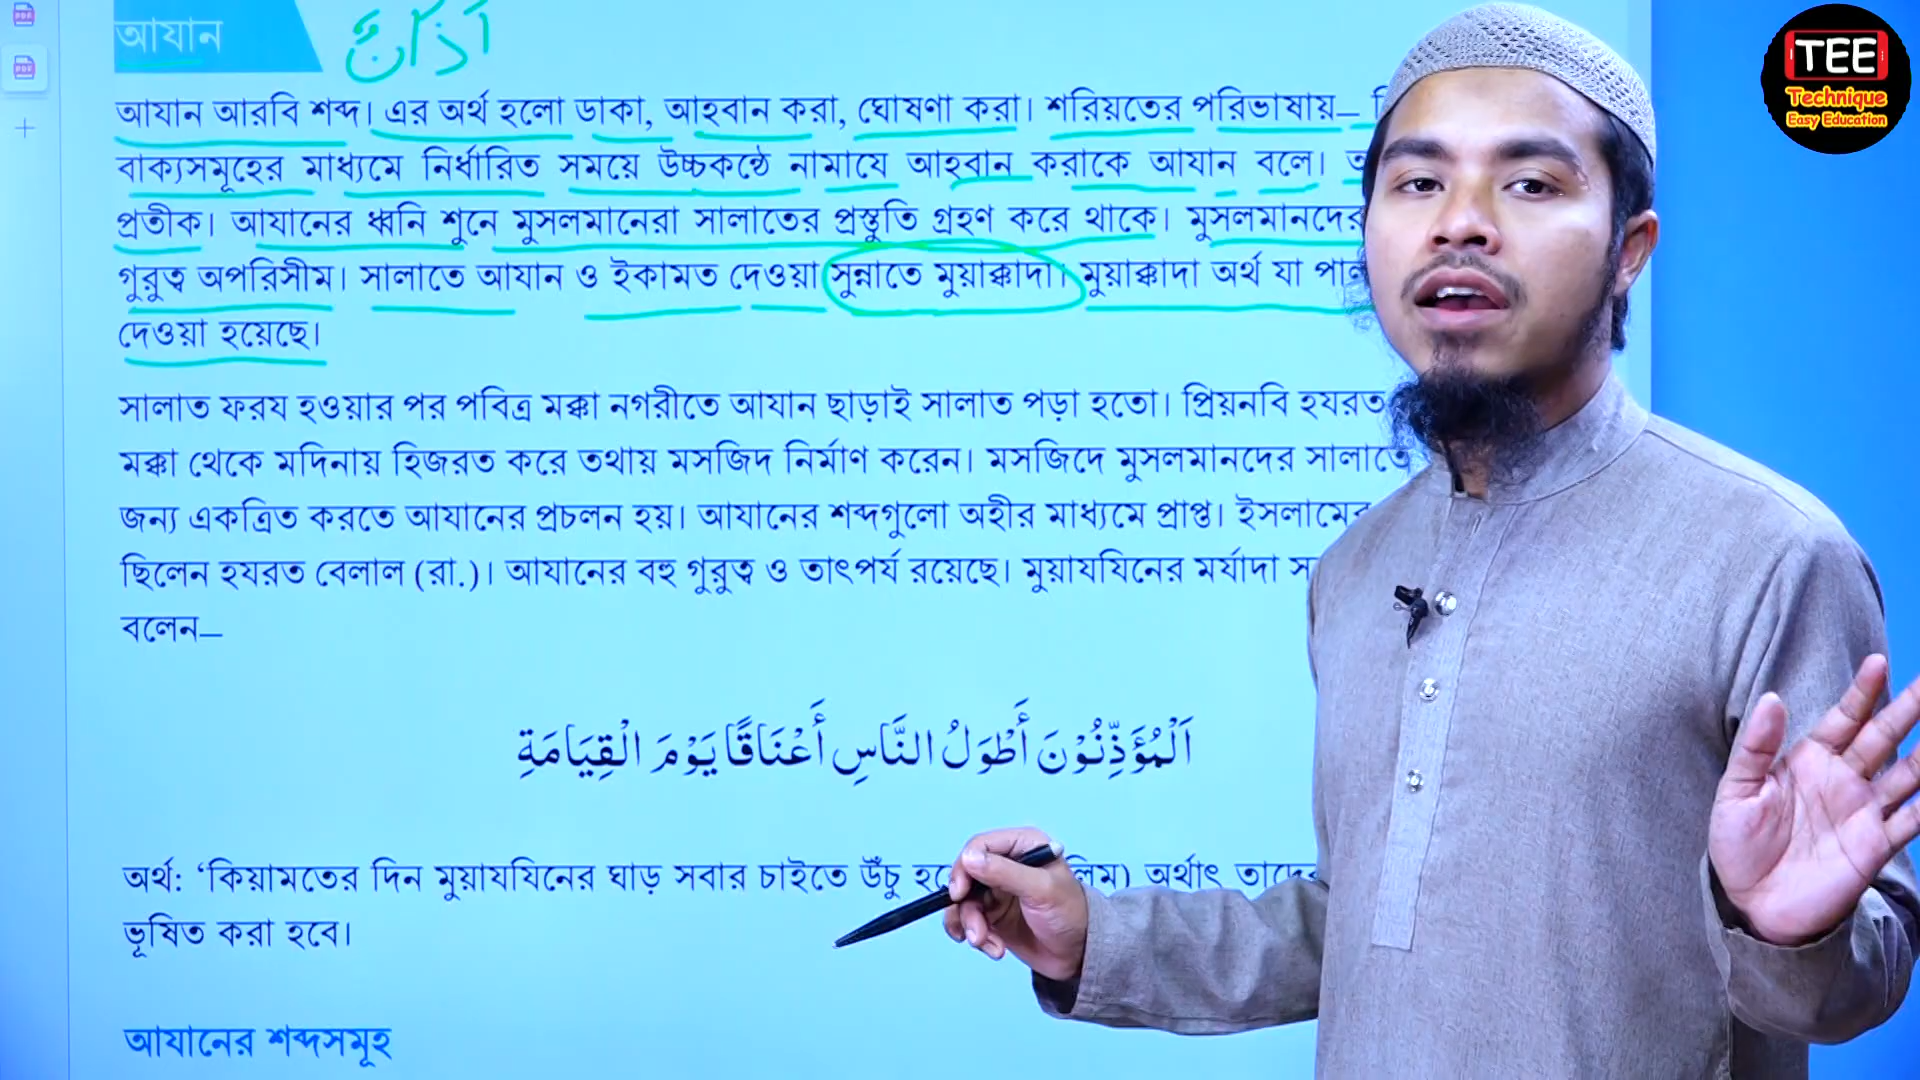 আযান
اذان
TEE
Technique
Easy Education
আযান আরবি শব্দ। এর অর্থ হলো ডাকা, আহবান করা, ঘোষণা করা। শরিয়তের পরিভাষায়–
বাক্যসমূহের মাধ্যমে নির্ধারিত সময়ে উচ্চকন্ঠে নামাযে আহবান করাকে আযান বলে।
প্রতীক। আযানের ধ্বনি শুনে মুসলমানেরা সালাতের প্রস্তুতি গ্রহণ করে থাকে। মুসলমানদের
গুরুত্ব অপরিসীম। সালাতে আযান ও ইকামত দেওয়া সুন্নাতে মুয়াক্কাদা। মুয়াক্কাদা অর্থ যা
দেওয়া হয়েছে।
সালাত ফরয হওয়ার পর পবিত্র মক্কা নগরীতে আযান ছাড়াই সালাত পড়া হতো। প্রিয়নবি হযরত
মক্কা থেকে মদিনায় হিজরত করে তথায় মসজিদ নির্মাণ করেন। মসজিদে মুসলমানদের সালাতে
জন্য একত্রিত করতে আযানের প্রচলন হয়। আযানের শব্দগুলো অহীর মাধ্যমে প্রাপ্ত। ইসলামের
ছিলেন হযরত বেলাল (রা.)। আযানের বহু গুরুত্ব ও তাৎপর্য রয়েছে। মুয়াযযিনের মর্যাদা
বলেন–
اَلْمُؤَذِّنُوْنَ أَطْوَلُ النَّاسِ أَعْنَاقًا يَوْمَ الْقِيَامَةِ
অর্থ: ‘কিয়ামতের দিন মুয়াযযিনের ঘাড় সবার চাইতে উঁচু অর্থাৎ তাদের
ভূষিত করা হবে।
আযানের শব্দসমূহ